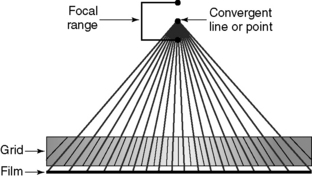 Focal
range
Convergent
line or point
Grid
Film